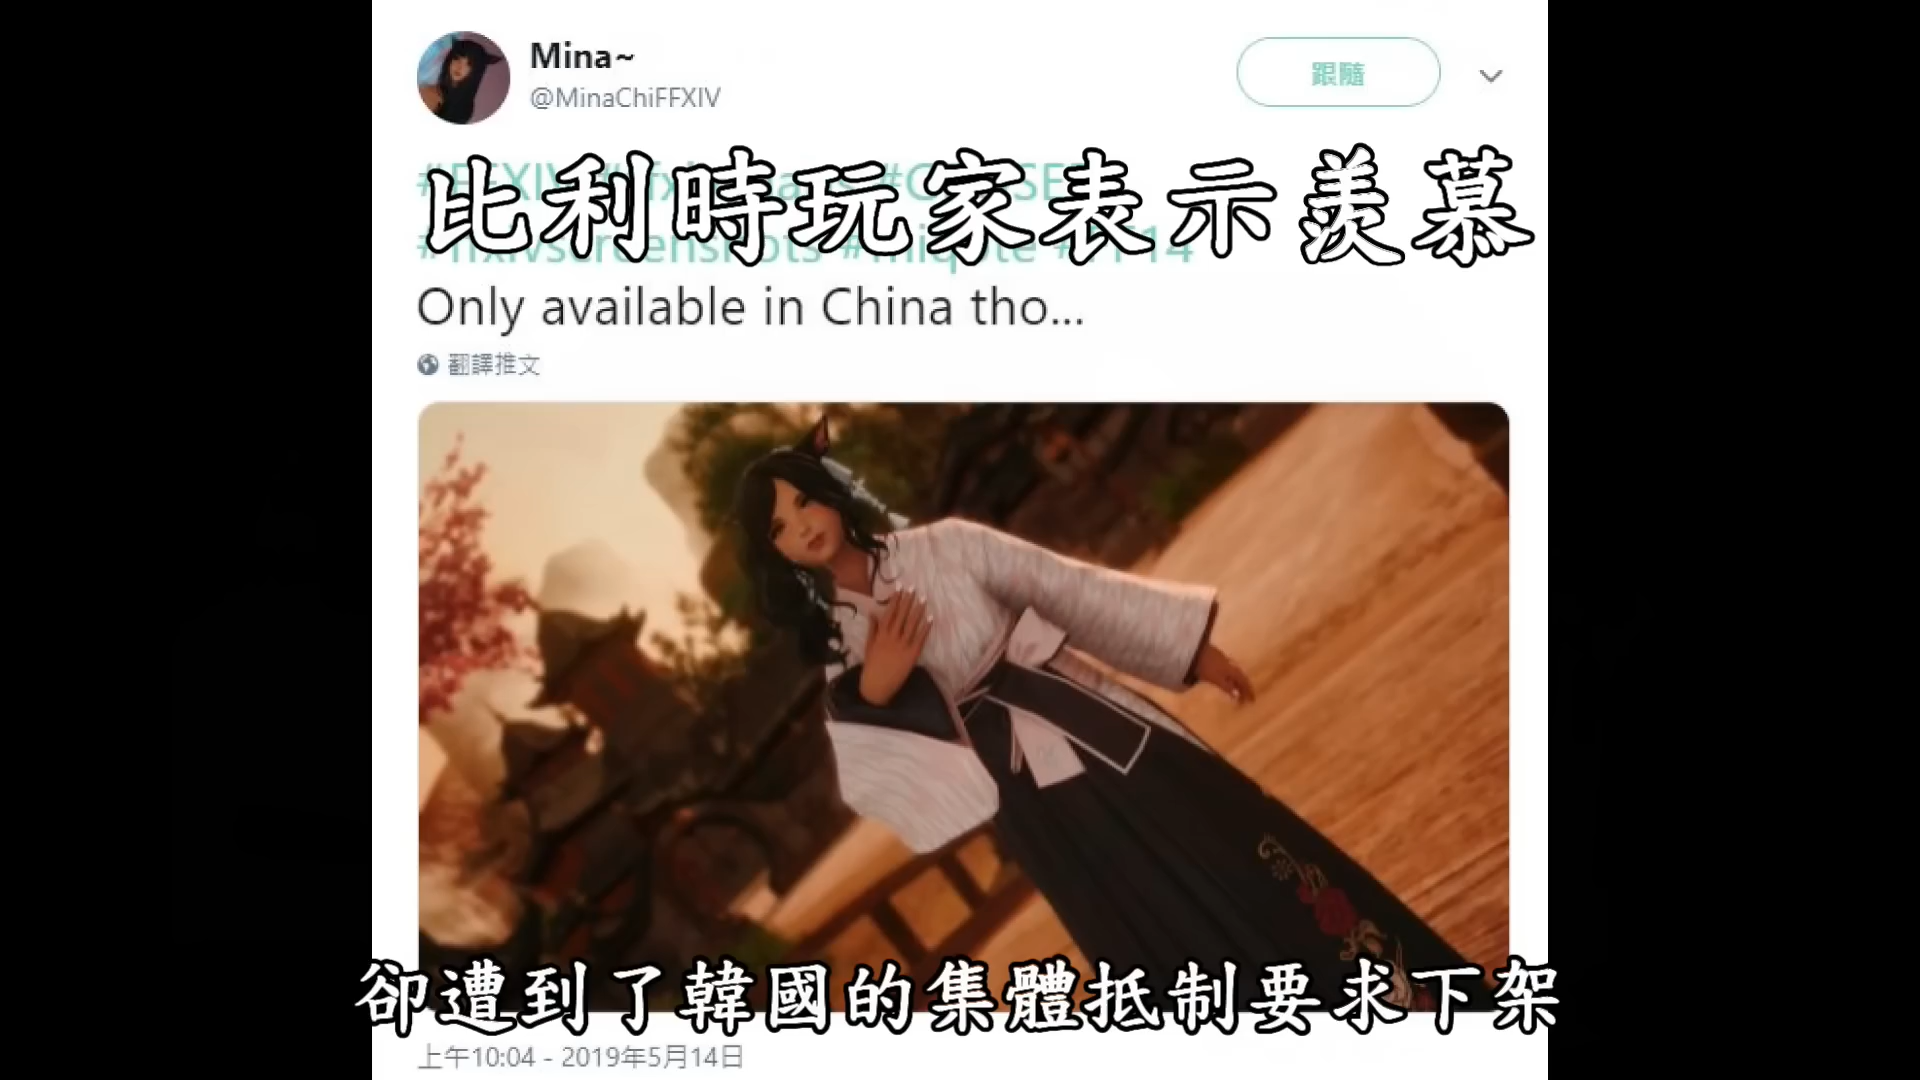 Mina~
@MinaChiFFXIV
跟隨
比利時玩家表示羨慕
Only available in China tho...
翻譯推文
卻遭到了韓國的集體抵制要求下架
上午10:04 - 2019年5月14日